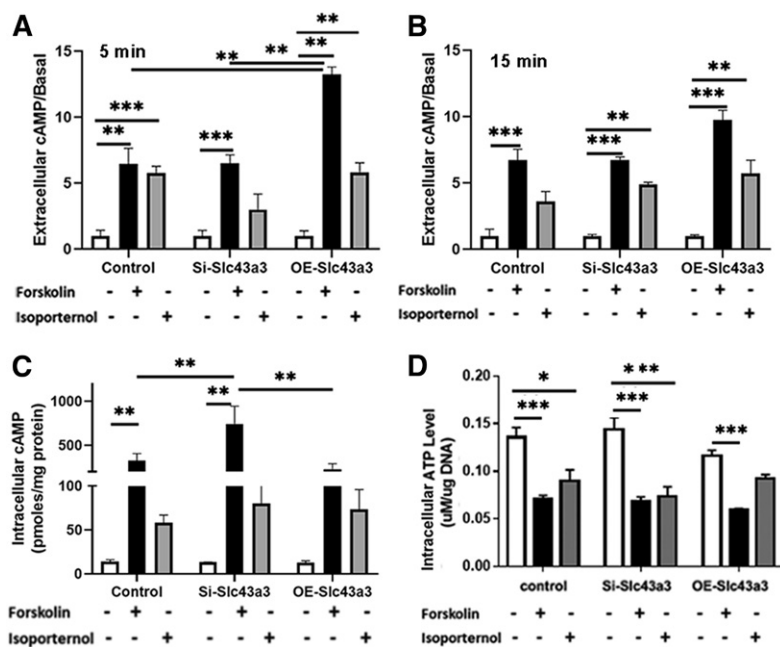 A
5 min
Extracellular cAMP/Basal
15
10
5
0
** *** *** ** ** ** **
Control Si-Slc43a3 OE-Slc43a3
Forskolin - + - - + - - + -
Isoporternol - - + - - + - - +
B
15 min
Extracellular cAMP/Basal
15
10
5
0
*** *** ** *** **
Control Si-Slc43a3 OE-Slc43a3
Forskolin - + - - + - - + -
Isoporternol - - + - - + - - +
C
Intracellular cAMP
(pmoles/mg protein)
1000
500
100
50
0
** ** ** **
Control Si-Slc43a3 OE-Slc43a3
Forskolin - + - - + - - + -
Isoporternol - - + - - + - - +
D
Intracellular ATP Level
(uM/ug DNA)
0.20
0.15
0.10
0.05
0.00
* *** *** *** ***
control Si-Slc43a3 OE-Slc43a3
Forskolin - + - - + - - + -
Isoporternol - - + - - + - - +